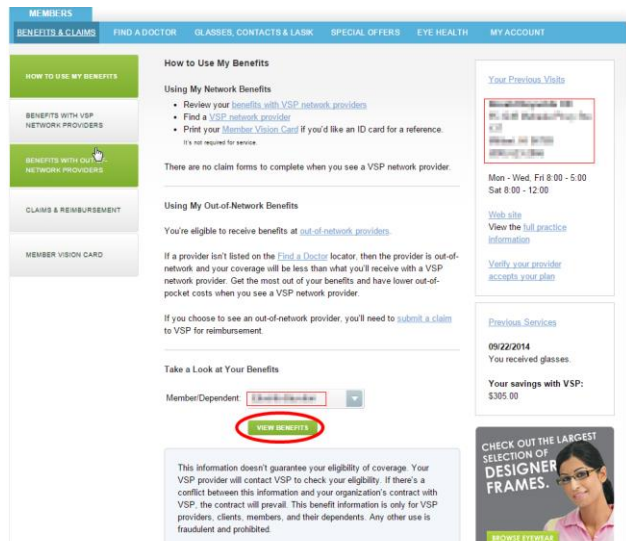 MEMBERS
BENEFITS & CLAIMS FIND A DOCTOR GLASSES, CONTACTS & LASIK SPECIAL OFFERS EYE HEALTH MY ACCOUNT
HOW TO USE MY BENEFITS
BENEFITS WITH VSP
NETWORK PROVIDERS
BENEFITS WITH
NETWORK PROVIDERS
CLAIMS & REIMBURSEMENT
MEMBER VISION CARD
How to Use My Benefits
Using My Network Benefits
• Review your benefits with VSP network providers
• Find a VSP network provider
• Print your Member Vision Card if you'd like an ID card for a reference.
It's not required for service.
There are no claim forms to complete when you see a VSP network provider.
Using My Out-of-Network Benefits
You're eligible to receive benefits at out-of-network providers.
If a provider isn't listed on the Find a Doctor locator, then the provider is out-of-
network and your coverage will be less than what you'll receive with a VSP
network provider. Get the most out of your benefits and have lower out-of-
pocket costs when you see a VSP network provider.
If you choose to see an out-of-network provider, you'll need to submit a claim
to VSP for reimbursement.
Take a Look at Your Benefits
Member/Dependent:
VIEW BENEFITS
This information doesn't guarantee your eligibility of coverage. Your
VSP provider will contact VSP to check your eligibility. If there's a
conflict between this information and your organization's contract with
VSP, the contract will prevail. This benefit information is only for VSP
providers, clients, members, and their dependents. Any other use is
fraudulent and prohibited.
Your Previous Visits
Mon - Wed, Fri 8:00 - 5:00
Sat 8:00 - 12:00
Web site
View the full practice
information
Verify your provider
accepts your plan
Previous Services
09/22/2014
You received glasses.
Your savings with VSP:
$305.00
CHECK OUT THE LARGEST
SELECTION OF
DESIGNER
FRAMES.
BROWSE EYEWEAR